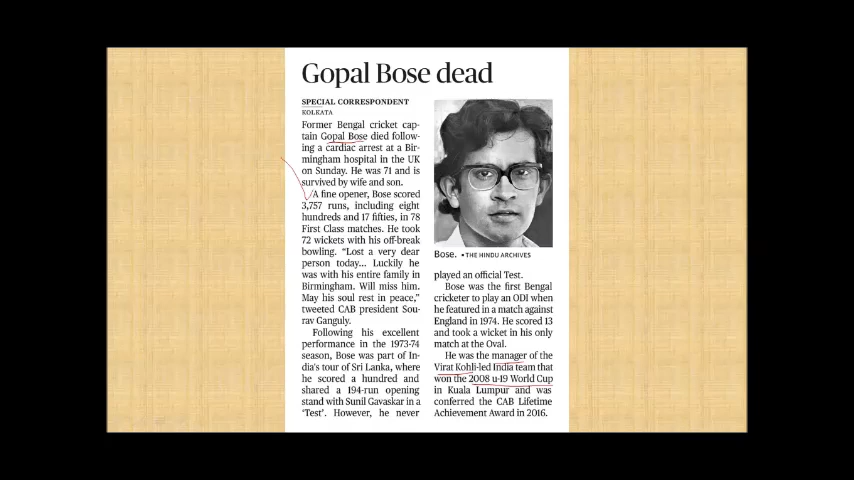 Gopal Bose dead
SPECIAL CORRESPONDENT
KOLKATA
Former Bengal cricket cap-
tain Gopal Bose died follow-
ing a cardiac arrest at a Bir-
mingham hospital in the UK
on Sunday. He was 71 and is
survived by wife and son.
A fine opener, Bose scored
3,757 runs, including eight
hundreds and 17 fifties, in 78
First Class matches. He took
72 wickets with his off-break
bowling. “Lost a very dear
person today... Luckily he
was with his entire family in
Birmingham. Will miss him.
May his soul rest in peace,”
tweeted CAB president Sou-
rav Ganguly.
Following his excellent
performance in the 1973-74
season, Bose was part of In-
dia's tour of Sri Lanka, where
he scored a hundred and
shared a 194-run opening
stand with Sunil Gavaskar in a
‘Test’. However, he never
Bose. • THE HINDU ARCHIVES
played an official Test.
Bose was the first Bengal
cricketer to play an ODI when
he featured in a match against
England in 1974. He scored 13
and took a wicket in his only
match at the Oval.
He was the manager of the
Virat Kohli-led India team that
won the 2008 u-19 World Cup
in Kuala Lumpur and was
conferred the CAB Lifetime
Achievement Award in 2016.